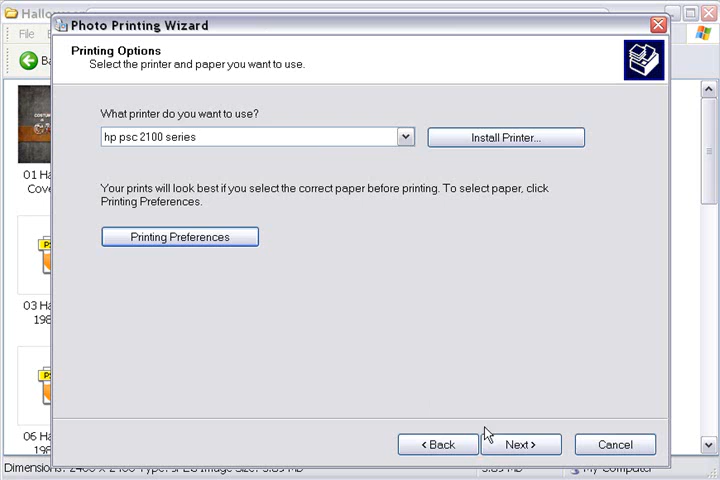 Photo Printing Wizard
Printing Options
Select the printer and paper you want to use.
What printer do you want to use?
hp psc 2100 series
Install Printer...
Your prints will look best if you select the correct paper before printing. To select paper, click
Printing Preferences.
Printing Preferences
< Back
Next >
Cancel
01 Ha
Cove
03 Ha
198
06 Ha
My Computer